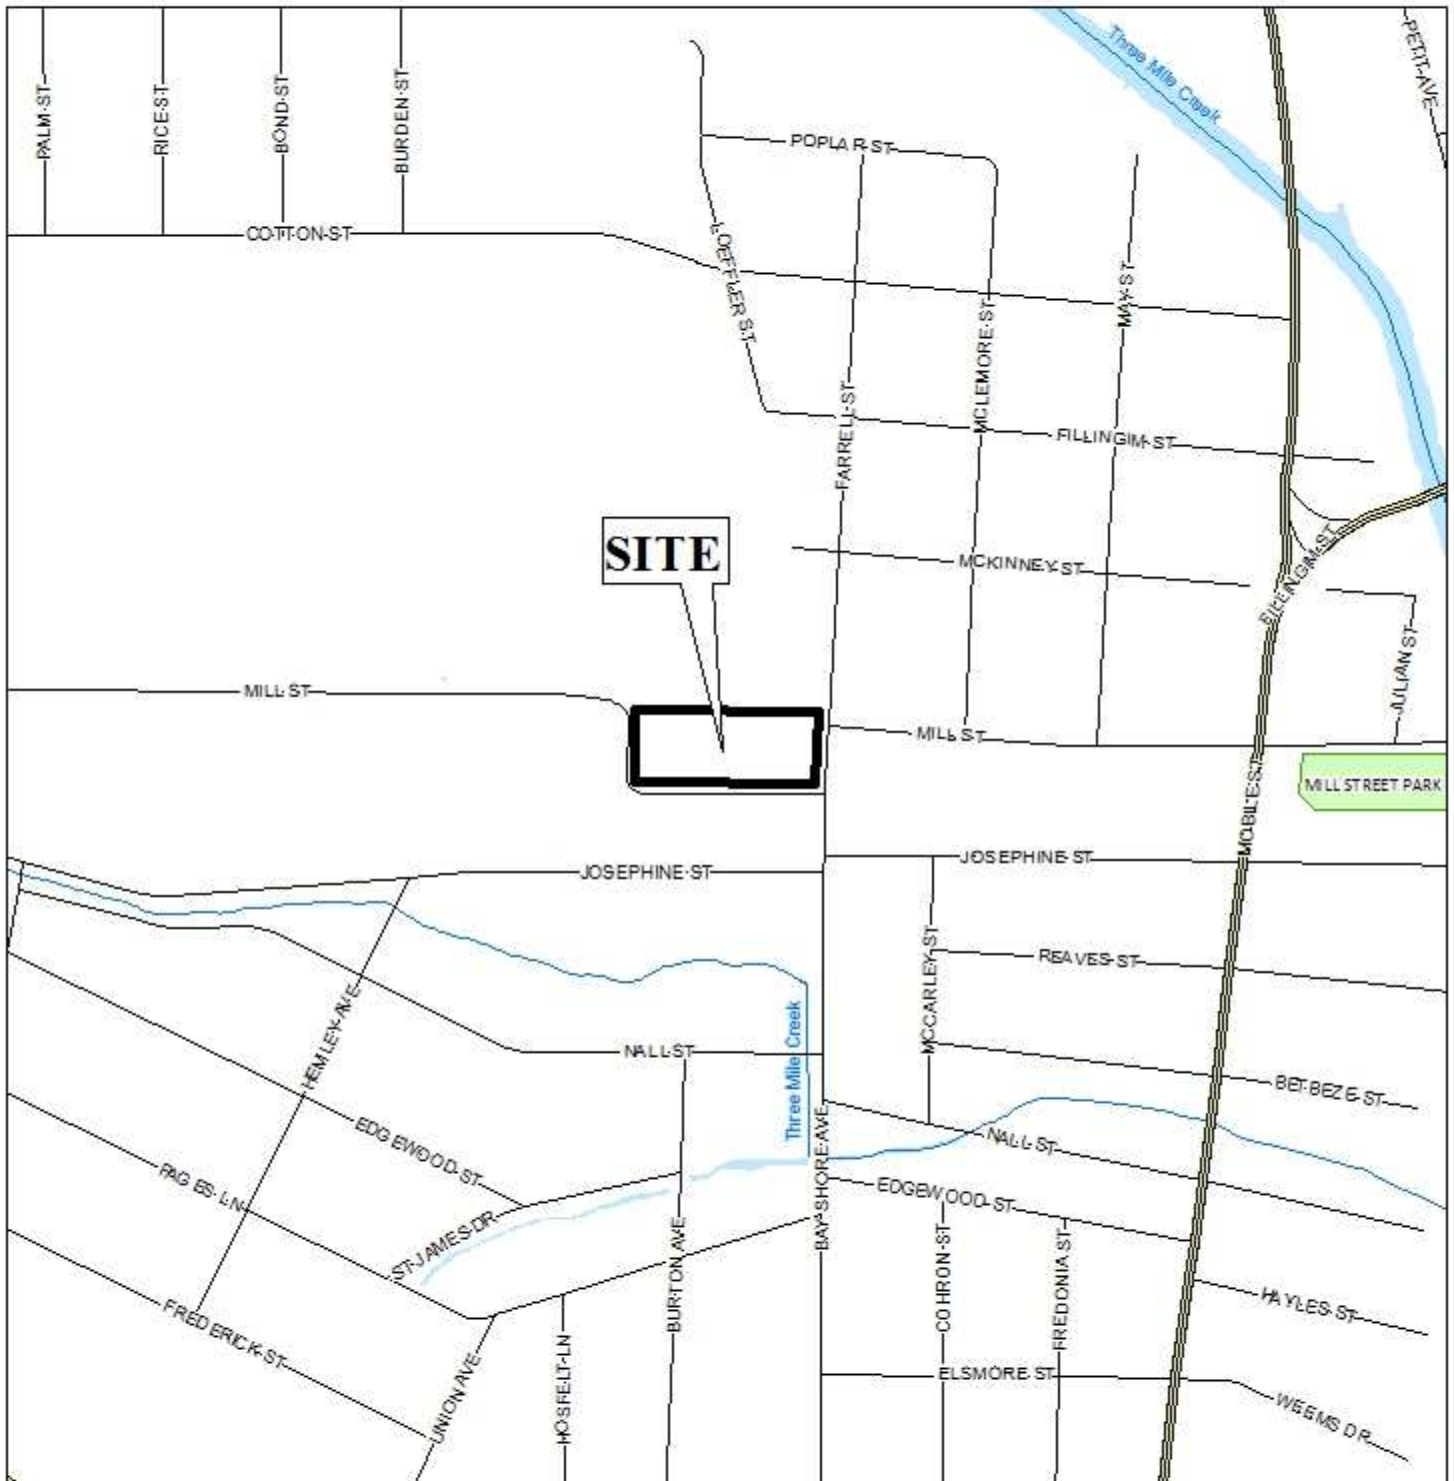 PALM ST
RICE ST
BOND ST
BURDEN ST
Three Mile Creek
PETIT AVE
POPLAR ST
COTTON ST
LOEFFLER ST
MAY ST
MCLEMORE ST
FARRELL ST
FILLINGIM ST
SITE
MCKINNEY ST
FILLINGIM ST
JULIAN ST
MILL ST
MILL ST
MILL STREET PARK
MOBILE ST
JOSEPHINE ST
JOSEPHINE ST
MCCARLEY ST
REAVES ST
HEMLEY AVE
NALL ST
Three Mile Creek
BET BEZE ST
EDGEWOOD ST
NALL ST
PAGES LN
BAY SHORE AVE
EDGEWOOD ST
ST JAMES DR
BURTON AVE
COHRON ST
FREDONIA ST
HAYLES ST
FREDERICK ST
UNION AVE
HOSFELT LN
ELSMORE ST
WEEMS DR